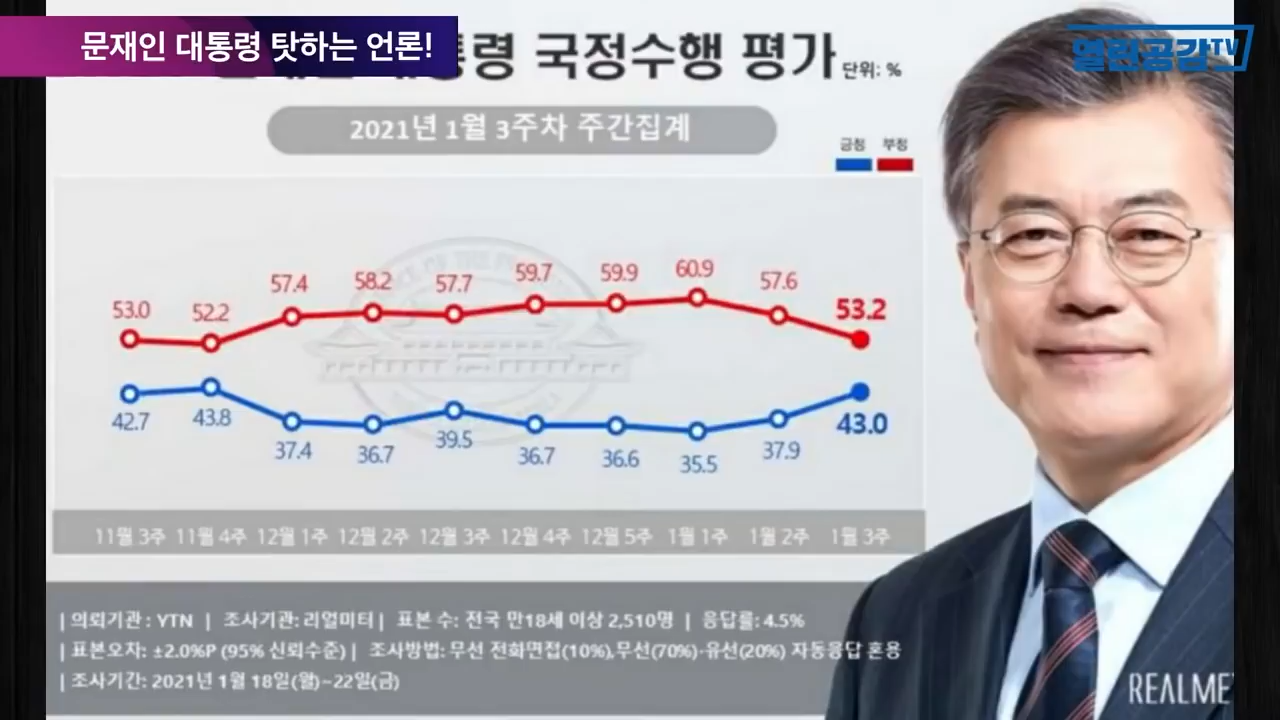 문재인 대통령 탓하는 언론!
열린공감TV
국정수행 평가 단위: %
2021년 1월 3주차 주간집계
긍정 부정
53.0 52.2 57.4 58.2 57.7 59.7 59.9 60.9 57.6 53.2
42.7 43.8 37.4 36.7 39.5 36.7 36.6 35.5 37.9 43.0
11월 3주 11월 4주 12월 1주 12월 2주 12월 3주 12월 4주 12월 5주 1월 1주 1월 2주 1월 3주
| 의뢰기관 : YTN | 조사기관: 리얼미터 | 표본 수: 전국 만18세 이상 2,510명 | 응답률: 4.5%
| 표본오차: ±2.0%P (95% 신뢰수준) | 조사방법: 무선 전화면접(10%),무선(70%)·유선(20%) 자동응답 혼용
| 조사기간: 2021년 1월 18일(월)~22일(금)
REALME